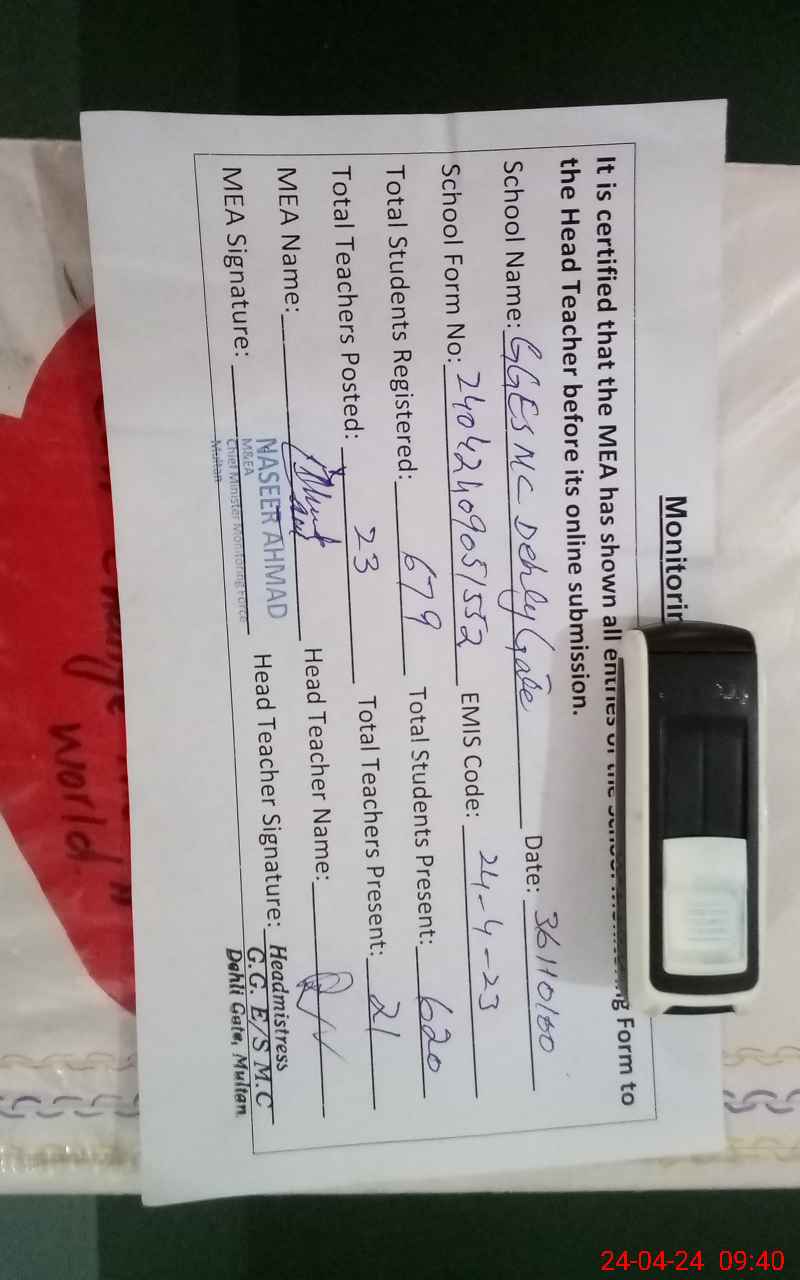 Monitorin
It is certified that the MEA has shown all entries of the School Monitoring Form to
the Head Teacher before its online submission.
School Name: GGES MC Dehly Gate Date: 36110160
School Form No: 24042409051552 EMIS Code: 24-4-23
Total Students Registered: 679 Total Students Present: 620
Total Teachers Posted: 23 Total Teachers Present: 21
MEA Name: Head Teacher Name:
MEA Signature: NASEER AHMAD Head Teacher Signature: Headmistress
M&EA G.G. E/S M.C
Chief Minister Monitoring Force Dehli Gate, Multan
Multan
world
24-04-24 09:40